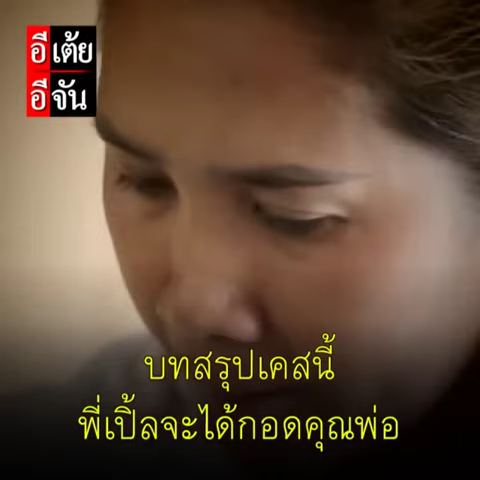 อีเต้ย
อีจัน
บทสรุปเคสนี้
พี่เปิ้ลจะได้กอดคุณพ่อ